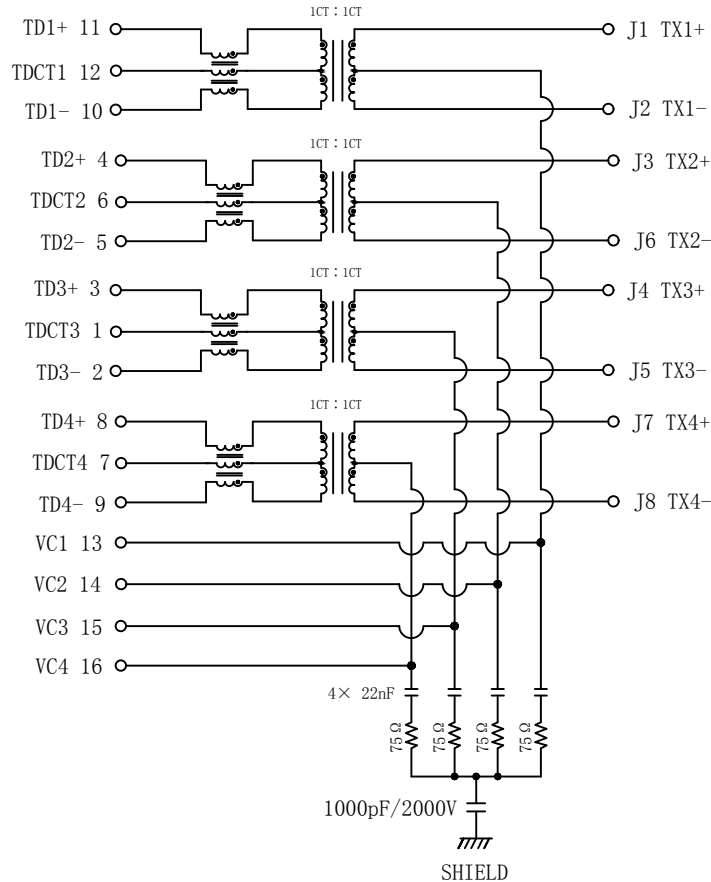 1CT：1CT
TD1+ 11
J1 TX1+
TDCT1 12
TD1- 10
J2 TX1-
1CT：1CT
TD2+ 4
J3 TX2+
TDCT2 6
TD2- 5
J6 TX2-
1CT：1CT
TD3+ 3
J4 TX3+
TDCT3 1
TD3- 2
J5 TX3-
1CT：1CT
TD4+ 8
J7 TX4+
TDCT4 7
TD4- 9
J8 TX4-
VC1 13
VC2 14
VC3 15
VC4 16
4× 22nF
75Ω
75Ω
75Ω
75Ω
1000pF/2000V
SHIELD